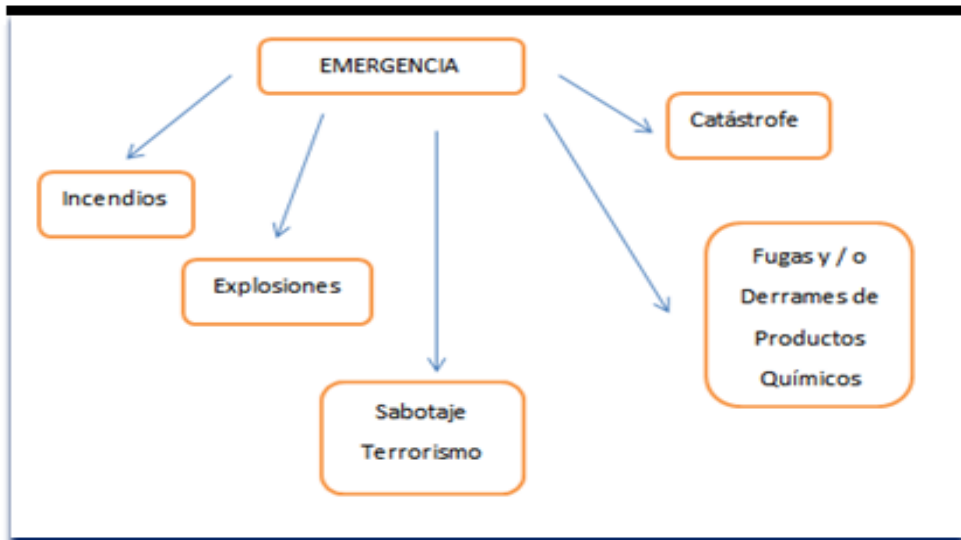 EMERGENCIA
Catástrofe
Incendios
Explosiones
Fugas y / o
Derrames de
Productos
Químicos
Sabotaje
Terrorismo